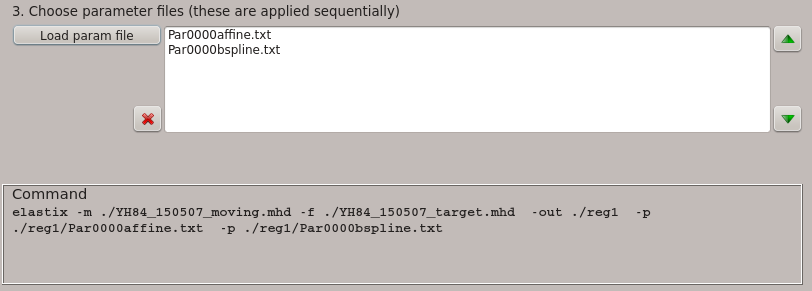 3. Choose parameter files (these are applied sequentially)
Load param file
Par0000affine.txt
Par0000bspline.txt
Command
elastix -m ./YH84_150507_moving.mhd -f ./YH84_150507_target.mhd  -out ./reg1  -p
./reg1/Par0000affine.txt  -p ./reg1/Par0000bspline.txt